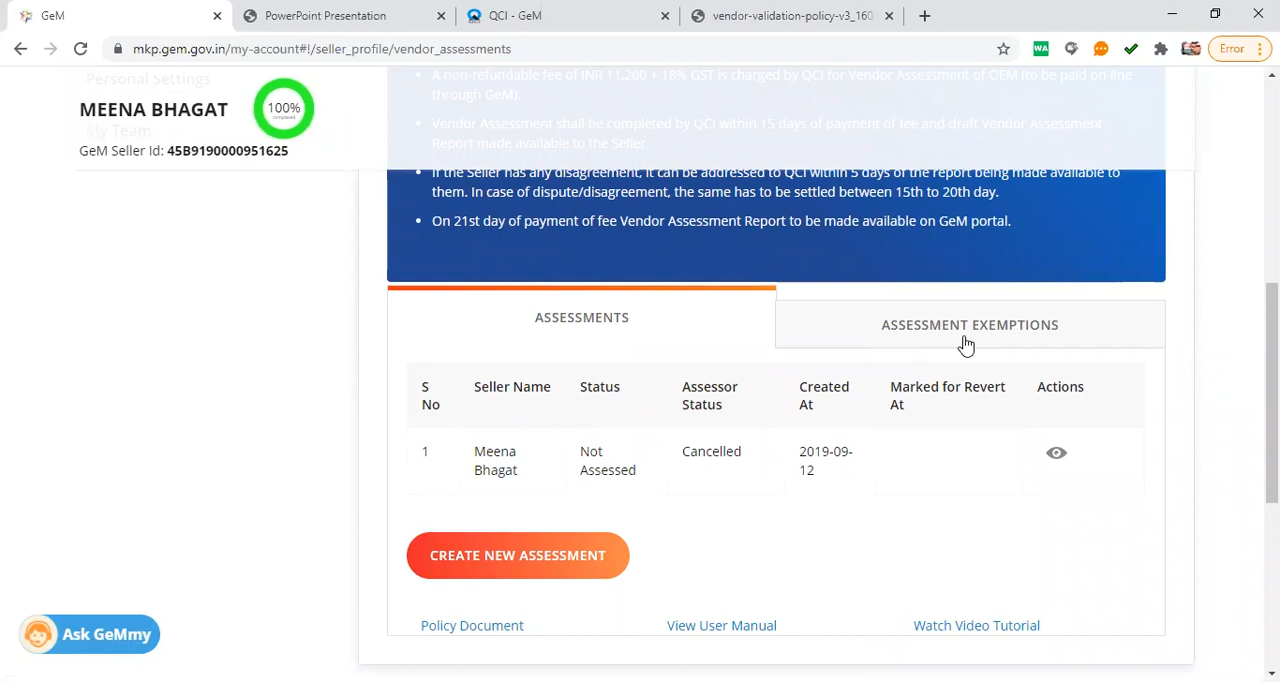 GeM
PowerPoint Presentation
QCI - GeM
vendor-validation-policy-v3_160
mkp.gem.gov.in/my-account#!/seller_profile/vendor_assessments
WA
Error
Personal Settings
MEENA BHAGAT
100%
completed
My Team
GeM Seller Id: 45B9190000951625
A non-refundable fee of INR 11,200 + 18% GST is charged by QCI for Vendor Assessment of OEM (to be paid on-line
through GeM).
Vendor Assessment shall be completed by QCI within 15 days of payment of fee and draft Vendor Assessment
Report made available to the Seller.
If the Seller has any disagreement, it can be addressed to QCI within 5 days of the report being made available to
them. In case of dispute/disagreement, the same has to be settled between 15th to 20th day.
On 21st day of payment of fee Vendor Assessment Report to be made available on GeM portal.
ASSESSMENTS
ASSESSMENT EXEMPTIONS
S No Seller Name Status Assessor Status Created At Marked for Revert At Actions
1 Meena Bhagat Not Assessed Cancelled 2019-09-12
CREATE NEW ASSESSMENT
Policy Document
View User Manual
Watch Video Tutorial
Ask GeMmy